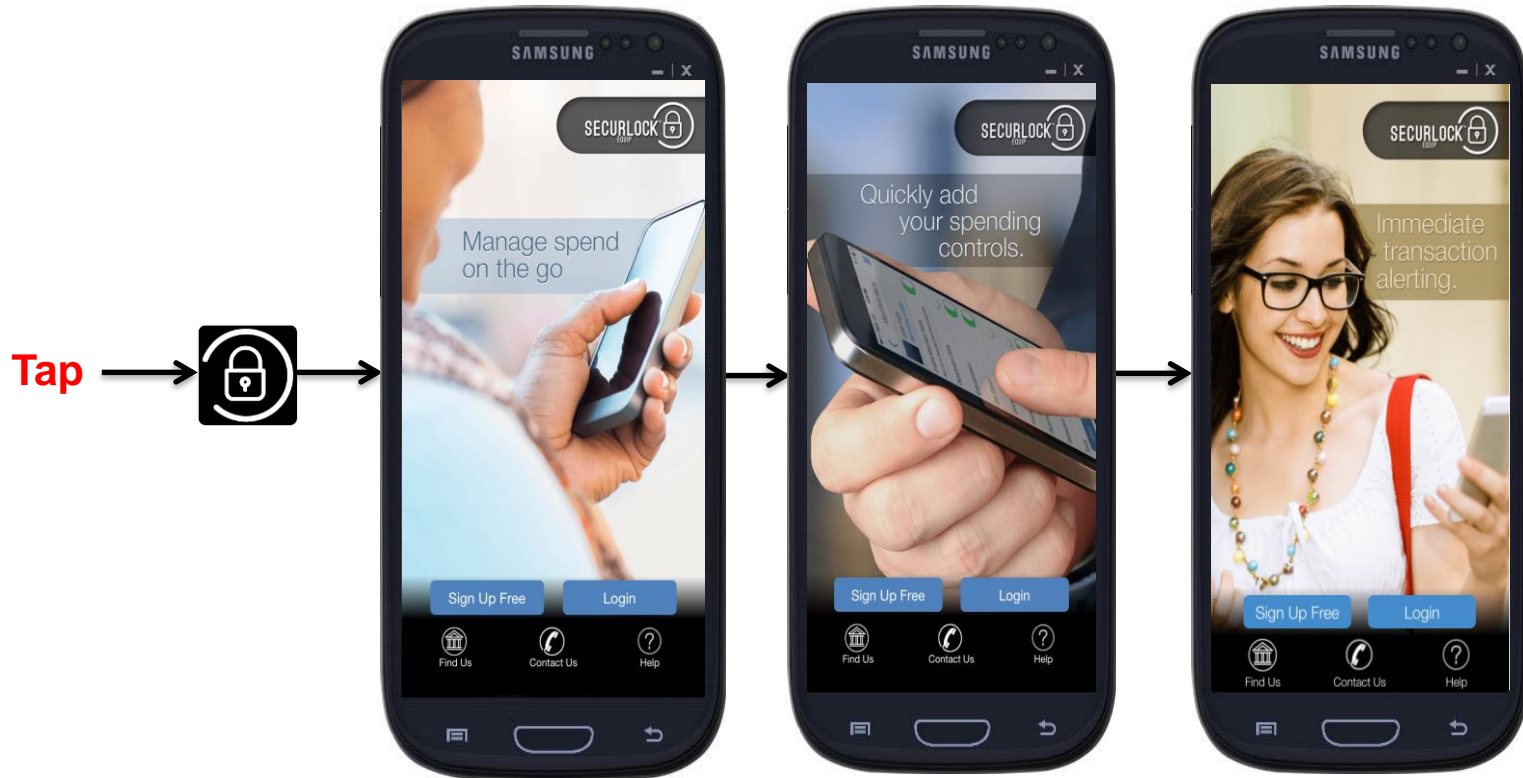 Tap
SAMSUNG
SECURLOCK
EQUIP
Manage spend
on the go
Sign Up Free
Login
Find Us
Contact Us
Help
SAMSUNG
SECURLOCK
EQUIP
Quickly add
your spending
controls.
Sign Up Free
Login
Find Us
Contact Us
Help
SAMSUNG
SECURLOCK
EQUIP
Immediate
transaction
alerting.
Sign Up Free
Login
Find Us
Contact Us
Help